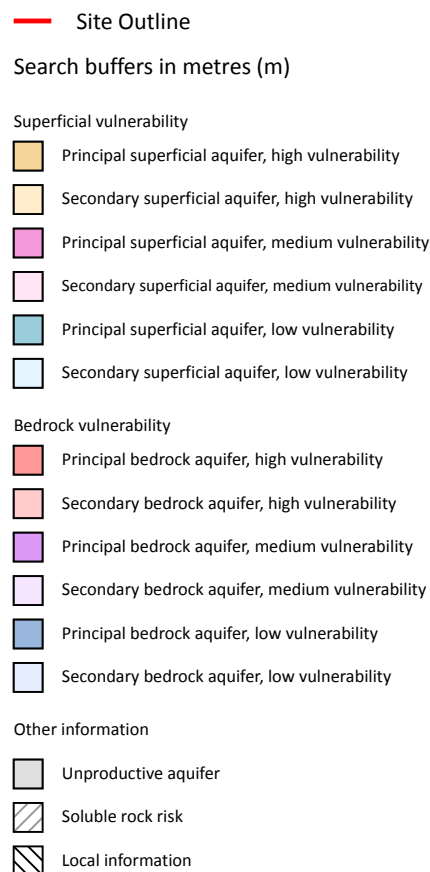 Site Outline
Search buffers in metres (m)
Superficial vulnerability
Principal superficial aquifer, high vulnerability
Secondary superficial aquifer, high vulnerability
Principal superficial aquifer, medium vulnerability
Secondary superficial aquifer, medium vulnerability
Principal superficial aquifer, low vulnerability
Secondary superficial aquifer, low vulnerability
Bedrock vulnerability
Principal bedrock aquifer, high vulnerability
Secondary bedrock aquifer, high vulnerability
Principal bedrock aquifer, medium vulnerability
Secondary bedrock aquifer, medium vulnerability
Principal bedrock aquifer, low vulnerability
Secondary bedrock aquifer, low vulnerability
Other information
Unproductive aquifer
Soluble rock risk
Local information